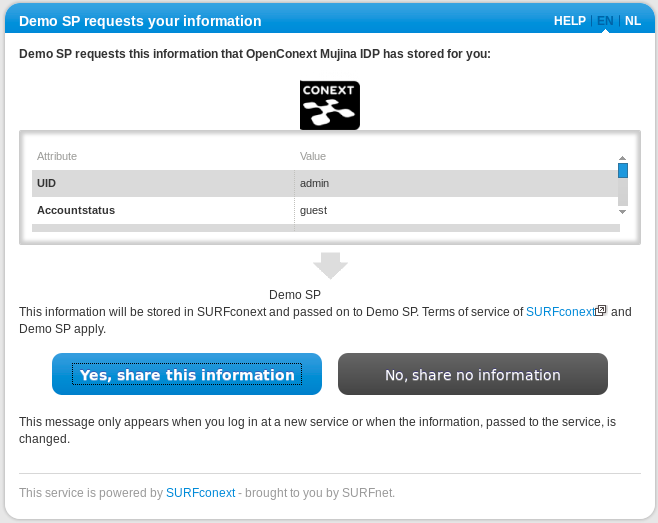 Demo SP requests your information
HELP | EN | NL
Demo SP requests this information that OpenConext Mujina IDP has stored for you:
CONEXT
Attribute Value
UID admin
Accountstatus guest
Demo SP
This information will be stored in SURFconext and passed on to Demo SP. Terms of service of SURFconext and
Demo SP apply.
Yes, share this information No, share no information
This message only appears when you log in at a new service or when the information, passed to the service, is
changed.
This service is powered by SURFconext - brought to you by SURFnet.